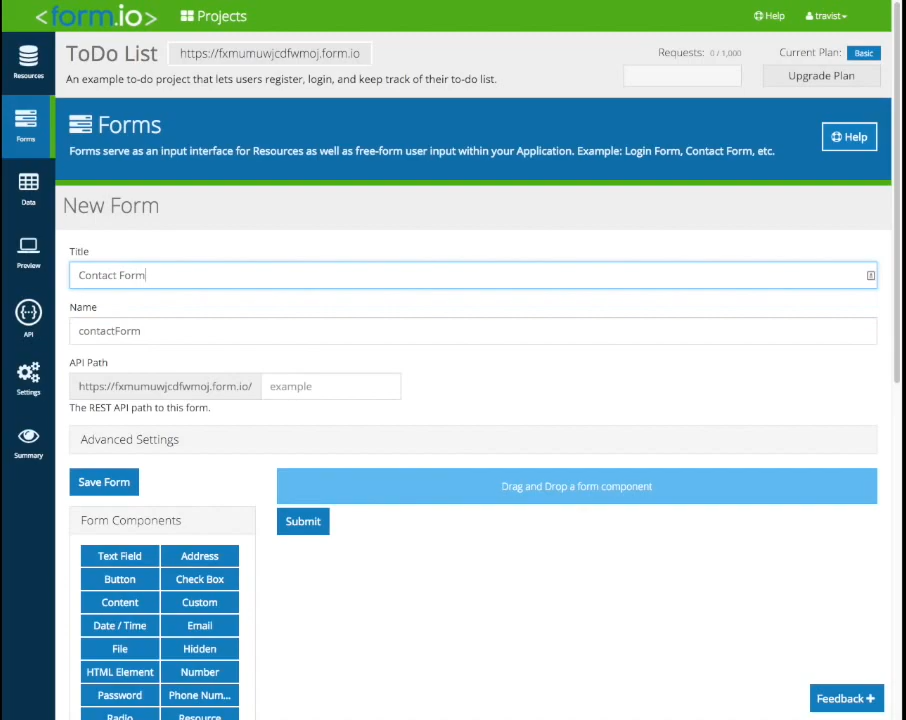 <form.io>
Projects
Help
travist
Resources
Forms
Data
Preview
API
Settings
Summary
ToDo List
https://fxmumuwjcdfwmoj.form.io
An example to-do project that lets users register, login, and keep track of their to-do list.
Requests: 0 / 1,000
Current Plan: Basic
Upgrade Plan
Forms
Forms serve as an input interface for Resources as well as free-form user input within your Application. Example: Login Form, Contact Form, etc.
Help
New Form
Title
Contact Form
Name
contactForm
API Path
https://fxmumuwjcdfwmoj.form.io/ example
The REST API path to this form.
Advanced Settings
Save Form
Drag and Drop a form component
Submit
Form Components
Text Field Address
Button Check Box
Content Custom
Date / Time Email
File Hidden
HTML Element Number
Password Phone Num...
Radio Resource
Feedback +